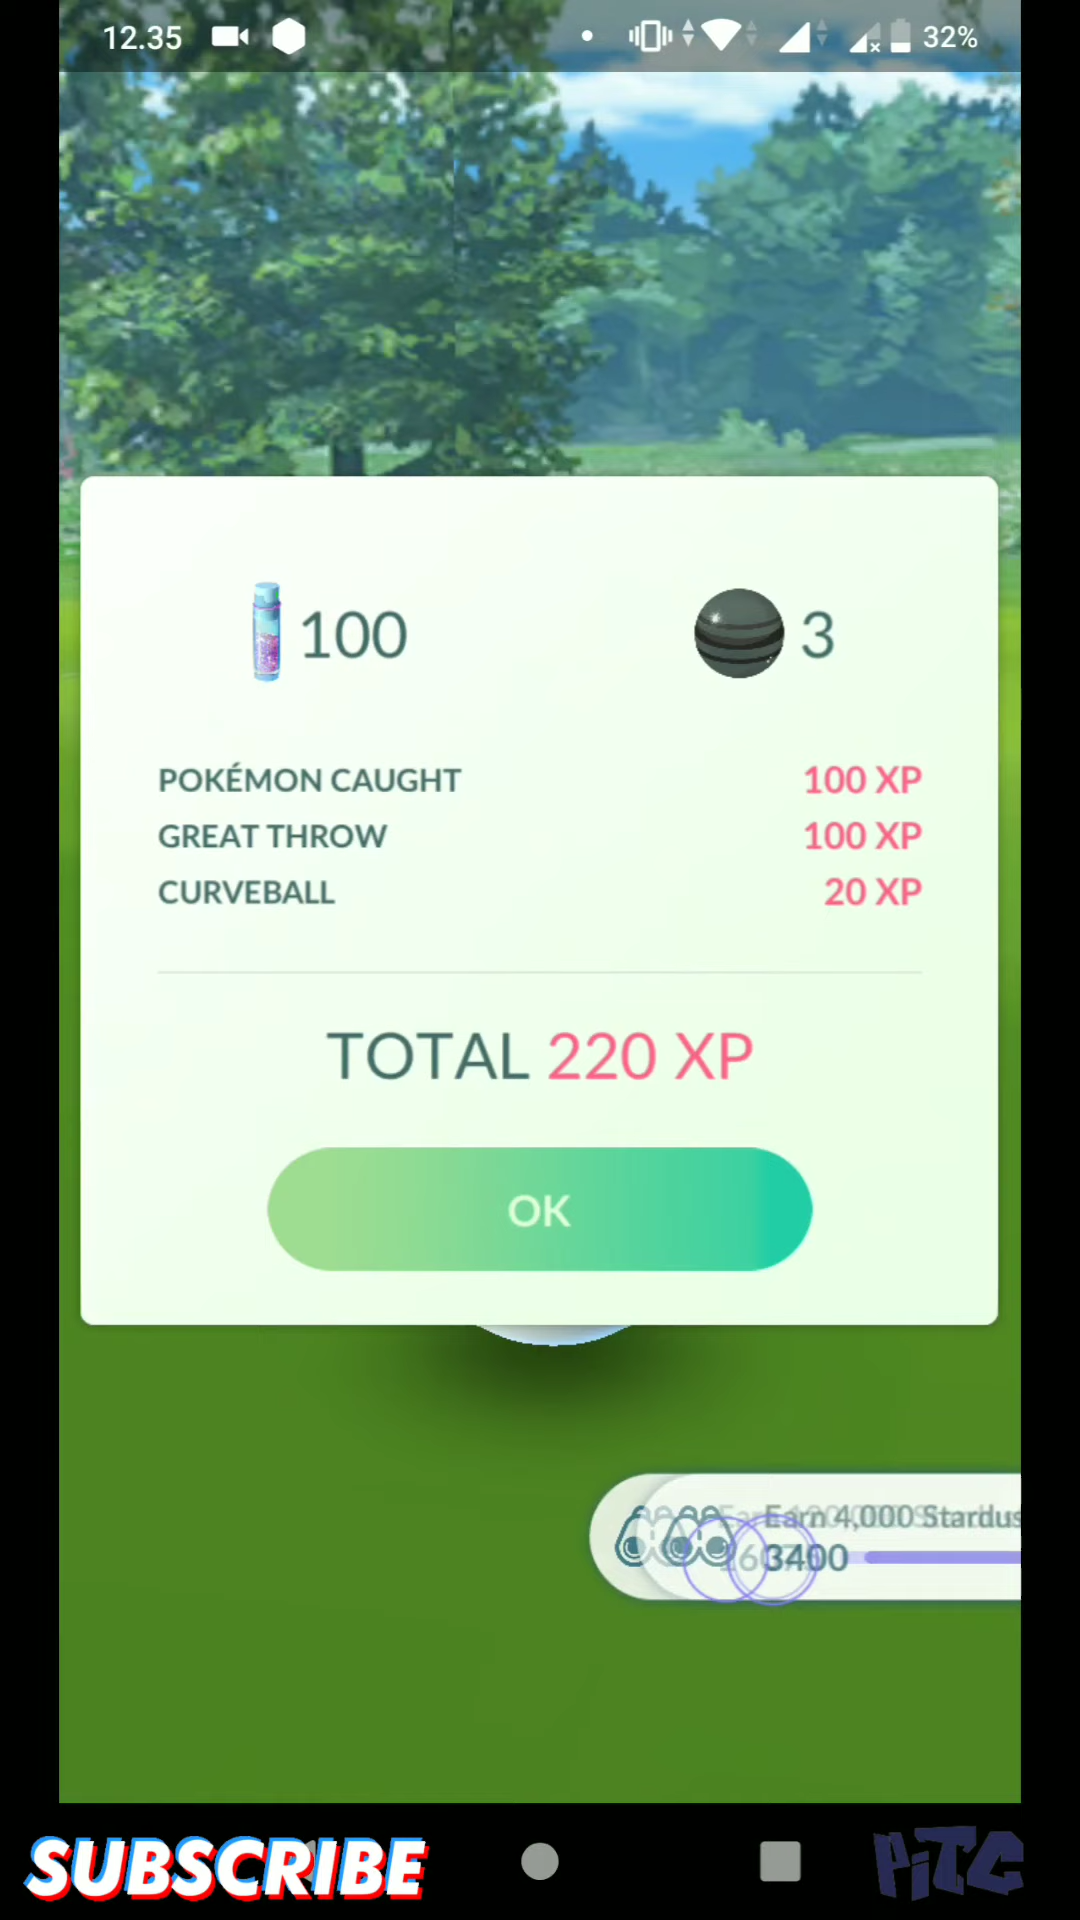 12.35
32%
100
3
POKÉMON CAUGHT 100 XP
GREAT THROW 100 XP
CURVEBALL 20 XP
TOTAL 220 XP
OK
Earn 4,000 Stardus
3400
SUBSCRIBE
PiTC